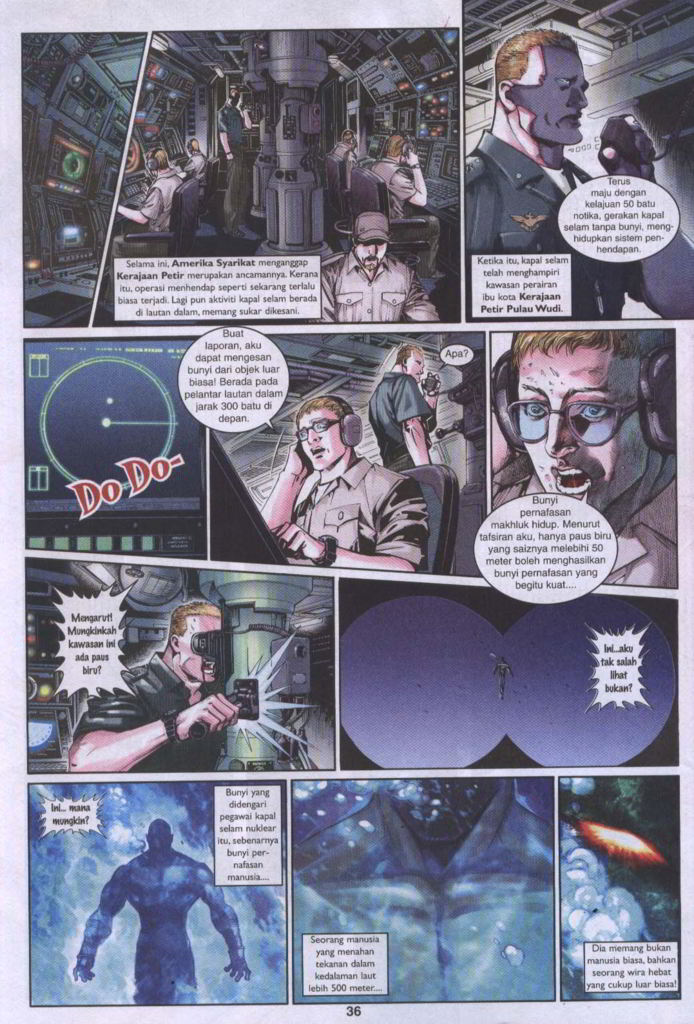 Selama ini, Amerika Syarikat menganggap
Kerajaan Petir merupakan ancamannya. Kerana
itu, operasi menhendap seperti sekarang terlalu
biasa terjadi. Lagi pun aktiviti kapal selam berada
di lautan dalam, memang sukar dikesani.
Terus
maju dengan
kelajuan 50 batu
notika, gerakan kapal
selam tanpa bunyi, meng-
hidupkan sistem pen-
hendapan.
Ketika itu, kapal selam
telah menghampiri
kawasan perairan
ibu kota Kerajaan
Petir Pulau Wudi.
DO-DO-
Buat
laporan, aku
dapat mengesan
bunyi dari objek luar
biasa! Berada pada
pelantar lautan dalam
jarak 300 batu di
depan.
Apa?
Bunyi
pernafasan
makhluk hidup. Menurut
tafsiran aku, hanya paus biru
yang saiznya melebihi 50
meter boleh menghasilkan
bunyi pernafasan yang
begitu kuat....
Mengarut!
Mungkinkah
kawasan ini
ada paus
biru?
Ini...aku
tak salah
lihat
bukan?
Ini... mana
mungkin?
Bunyi yang
didengari
pegawai kapal
selam nuklear
itu, sebenarnya
bunyi per-
nafasan
manusia....
Seorang manusia
yang menahan
tekanan dalam
kedalaman laut
lebih 500 meter....
Dia memang bukan
manusia biasa, bahkan
seorang wira hebat
yang cukup luar biasa!
36